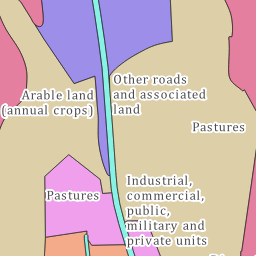 Other roads
and associated
land
Arable land
(annual crops)
Pastures
Pastures
Industrial,
commercial,
public,
military and
private units